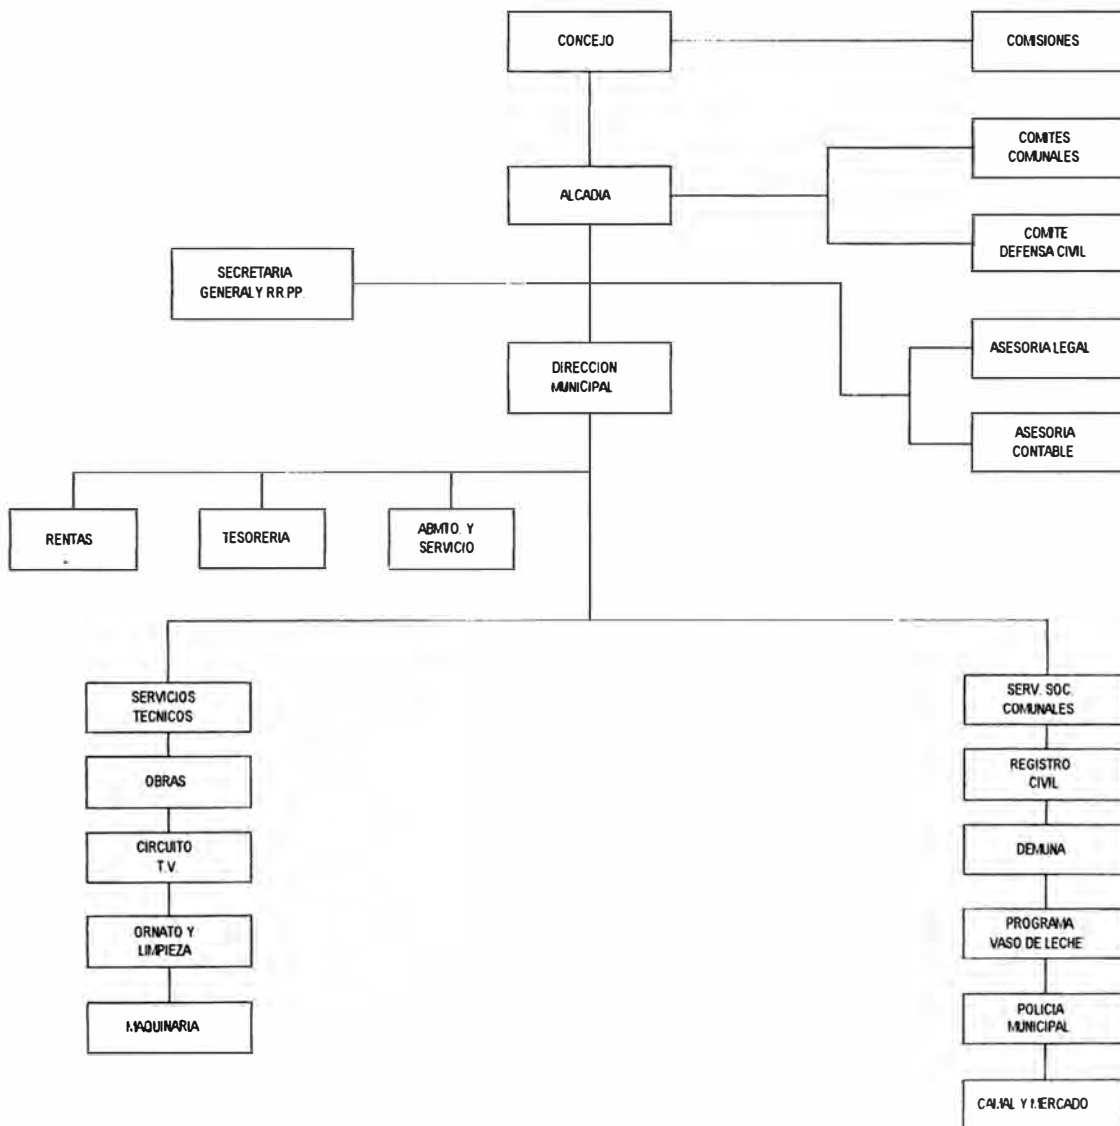 CONCEJO
COMISIONES
COMITES
COMUNALES
ALCADIA
COMITE
DEFENSA CIVIL
SECRETARIA
GENERAL Y RR.PP.
ASESORIA LEGAL
DIRECCION
MUNICIPAL
ASESORIA
CONTABLE
RENTAS
TESORERIA
ABMTO. Y
SERVICIO
SERVICIOS
TECNICOS
SERV. SOC.
COMUNALES
OBRAS
REGISTRO
CIVIL
CIRCUITO
T.V.
DEMUNA
ORNATO Y
LIMPIEZA
PROGRAMA
VASO DE LECHE
MAQUINARIA
POLICIA
MUNICIPAL
CAMAL Y MERCADO